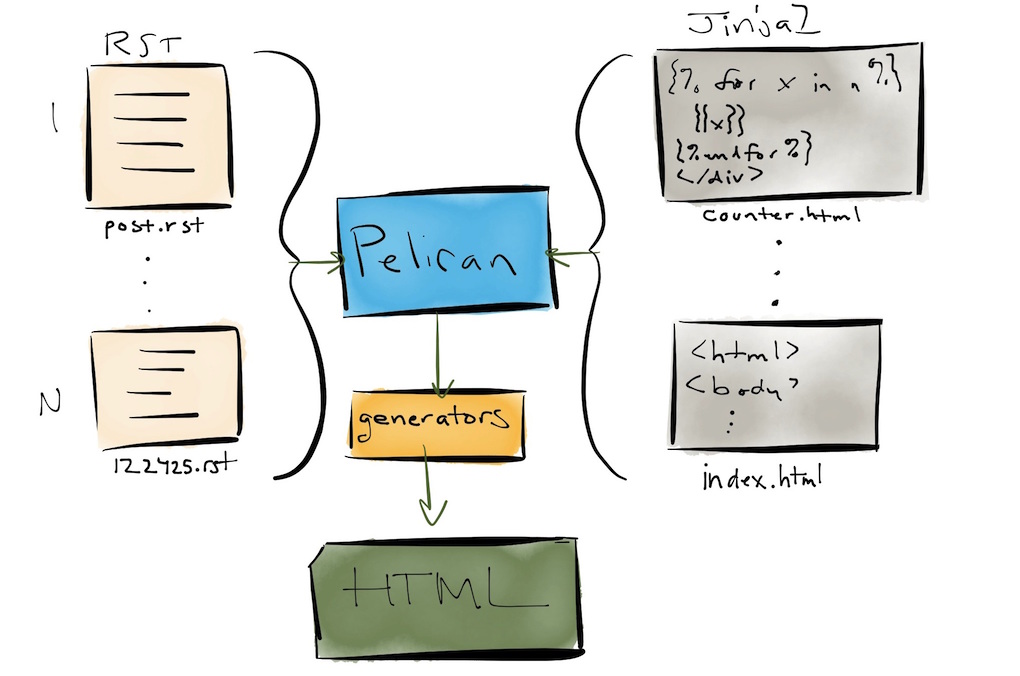 RST
1
post.rst
N
122425.rst
Pelican
generators
HTML
Jinja2
{% for x in n %}
{{x}}
{% endfor %}
</div>
counter.html
<html>
<body>
index.html